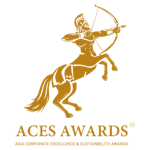 ACES AWARDS
ASIA CORPORATE EXCELLENCE & SUSTAINABILITY AWARDS